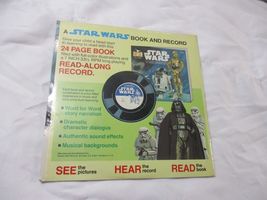 A STAR WARS BOOK AND RECORD
Give your child a head start
in learning to read with this
24 PAGE BOOK
filled with full color illustrations and
a 7 INCH 33⅓ RPM long playing
READ-ALONG
RECORD.
STAR WARS
• Word for Word
story narration
• Dramatic
character dialogue
• Authentic sound effects
• Musical backgrounds
SEE the
pictures
HEAR the
record
READ the
book